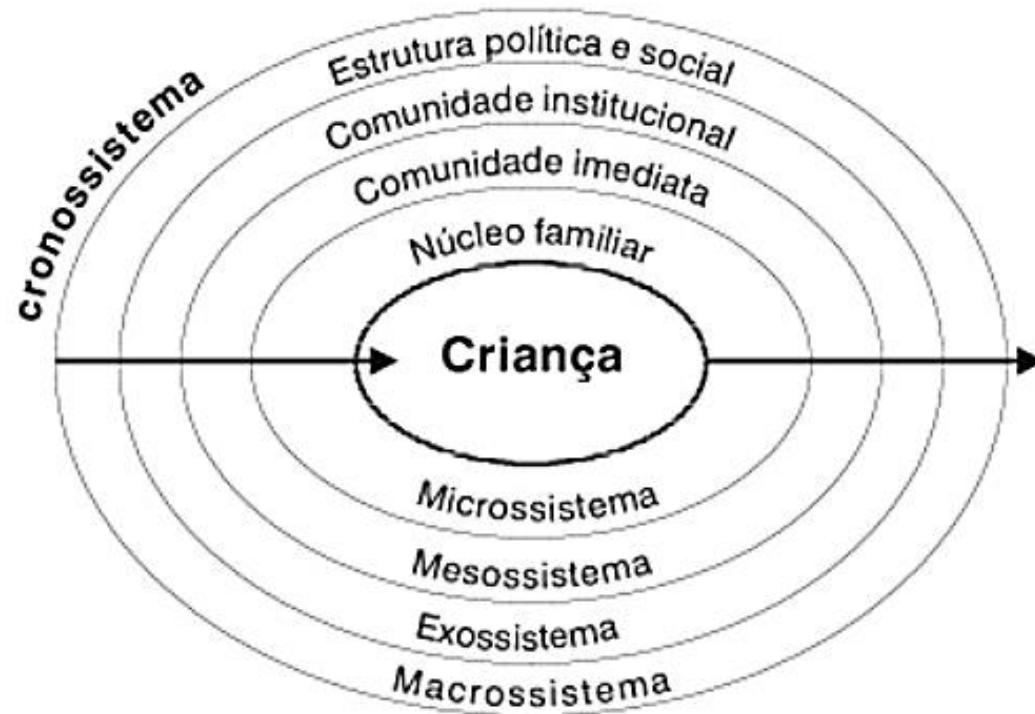 cronossistema
Estrutura política e social
Comunidade institucional
Comunidade imediata
Núcleo familiar
Criança
Microssistema
Mesossistema
Exossistema
Macrossistema